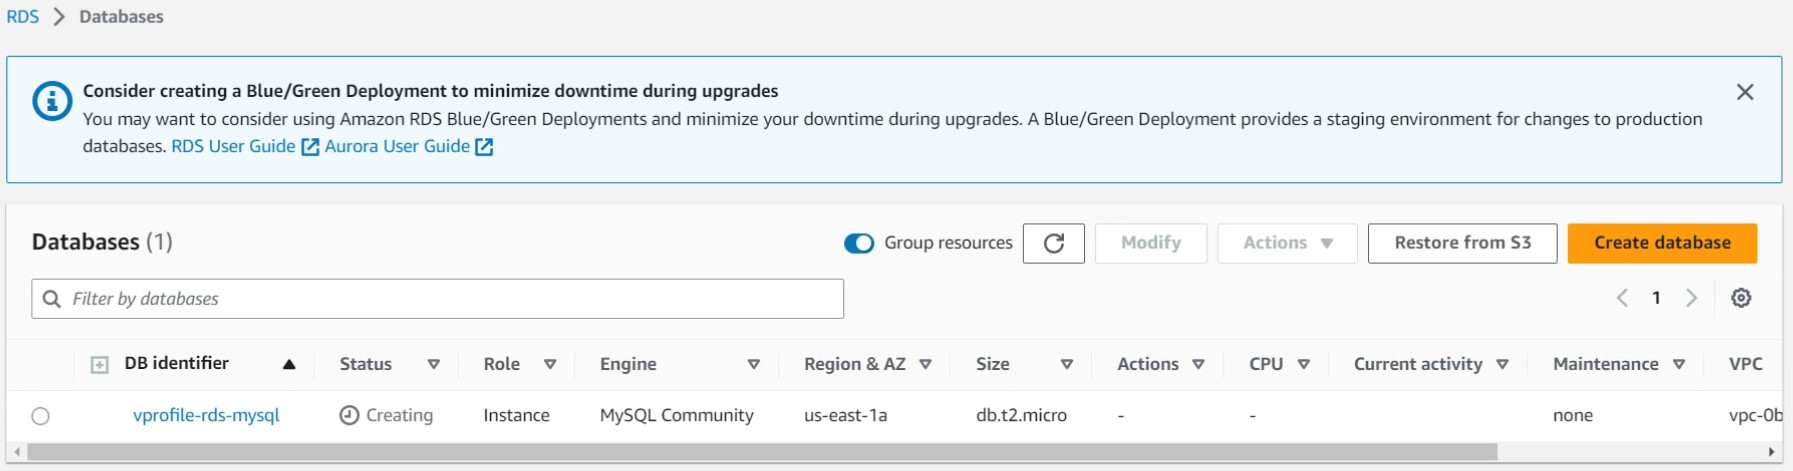 RDS > Databases
Consider creating a Blue/Green Deployment to minimize downtime during upgrades
You may want to consider using Amazon RDS Blue/Green Deployments and minimize your downtime during upgrades. A Blue/Green Deployment provides a staging environment for changes to production
databases. RDS User Guide Aurora User Guide
Databases (1) Group resources Modify Actions Restore from S3 Create database
Filter by databases 1
DB identifier Status Role Engine Region & AZ Size Actions CPU Current activity Maintenance VPC
vprofile-rds-mysql Creating Instance MySQL Community us-east-1a db.t2.micro - - none vpc-0b